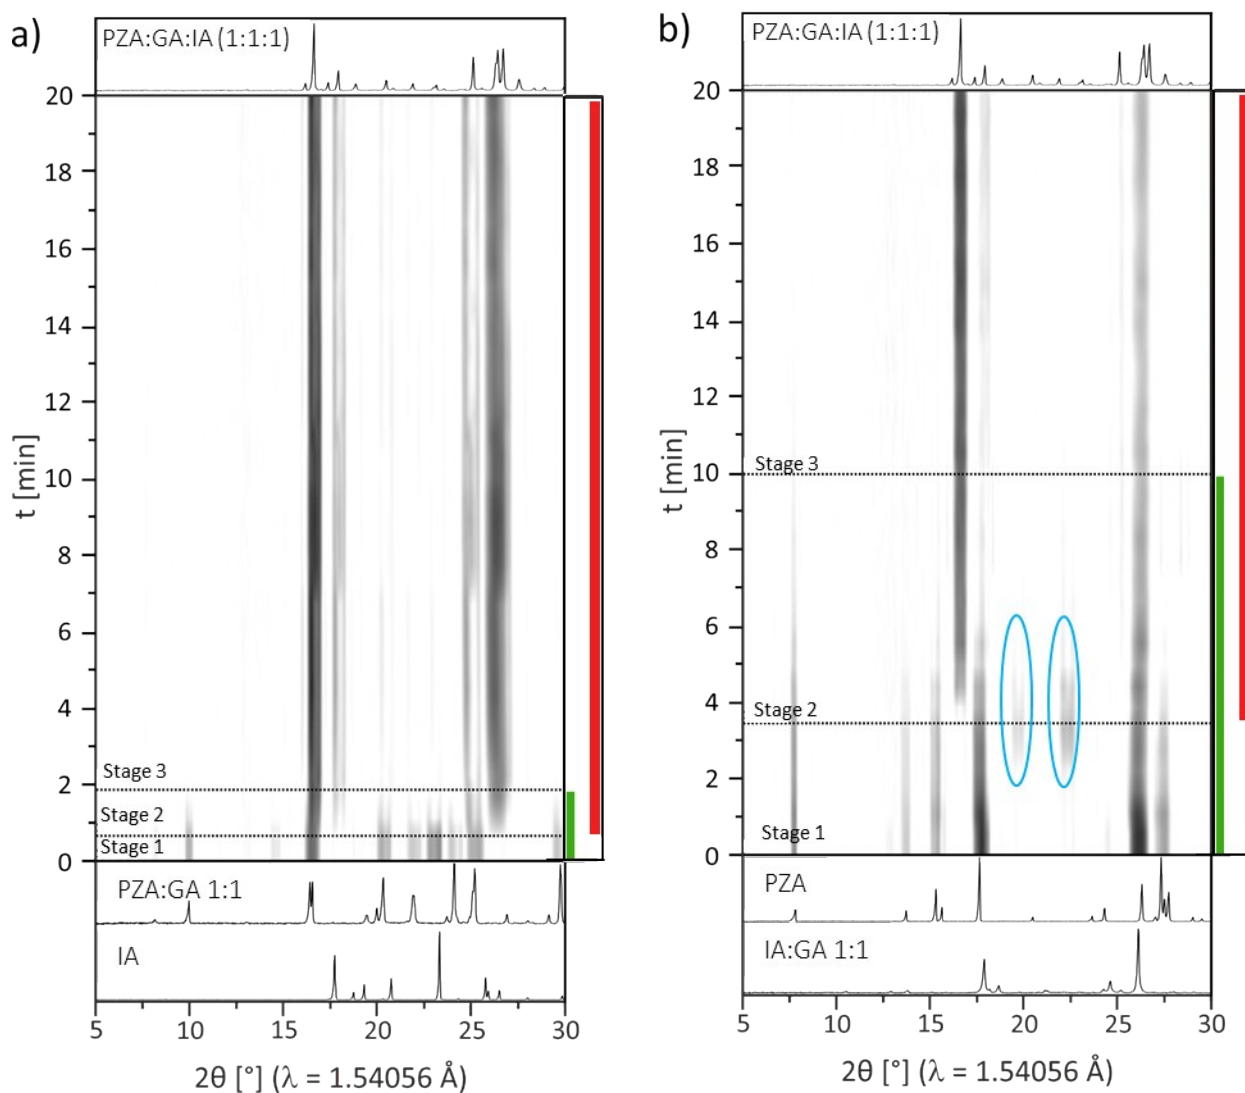 a)
PZA:GA:IA (1:1:1)
20
18
16
14
12
10
8
6
4
2
0
t [min]
Stage 3
Stage 2
Stage 1
PZA:GA 1:1
IA
5 10 15 20 25 30
2θ [°] (λ = 1.54056 Å)
b)
PZA:GA:IA (1:1:1)
20
18
16
14
12
10
8
6
4
2
0
t [min]
Stage 3
Stage 2
Stage 1
PZA
IA:GA 1:1
5 10 15 20 25 30
2θ [°] (λ = 1.54056 Å)